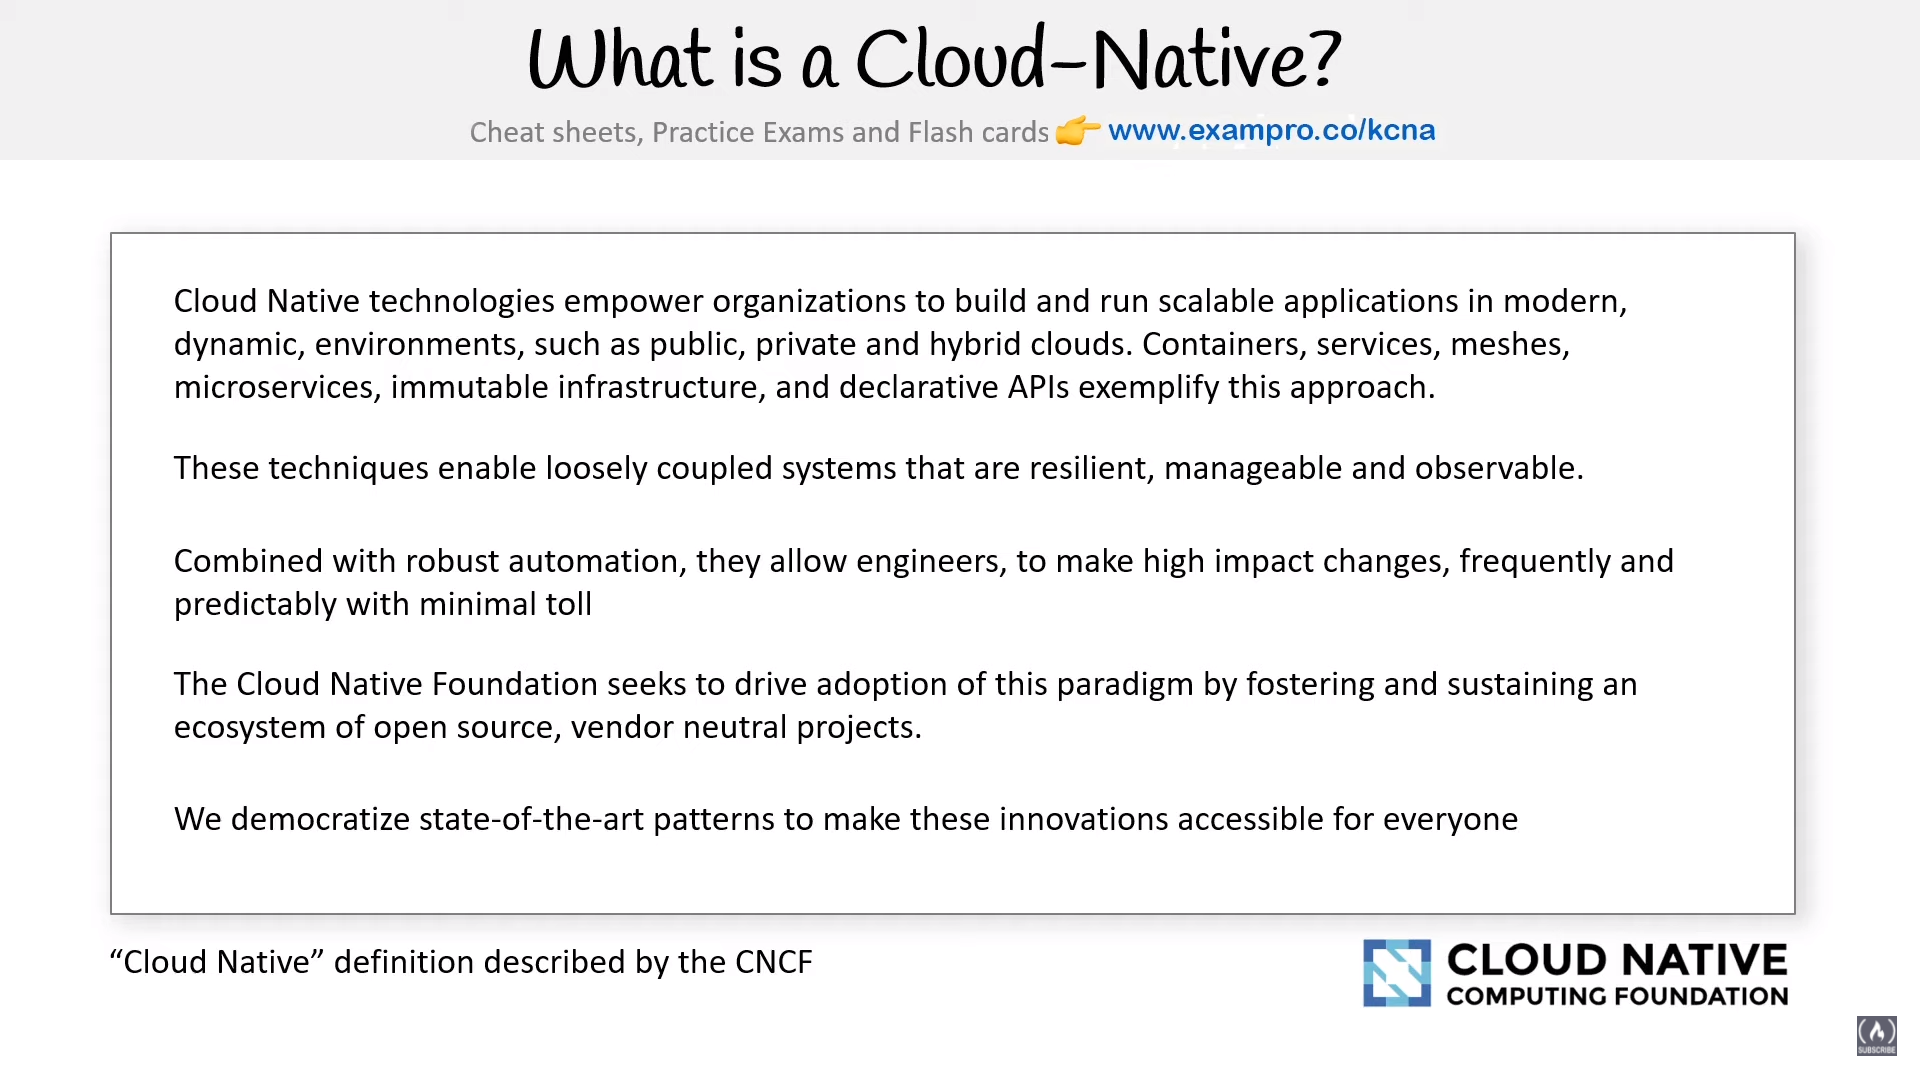 What is a Cloud-Native?
Cheat sheets, Practice Exams and Flash cards 👉 www.exampro.co/kcna
Cloud Native technologies empower organizations to build and run scalable applications in modern,
dynamic, environments, such as public, private and hybrid clouds. Containers, services, meshes,
microservices, immutable infrastructure, and declarative APIs exemplify this approach.
These techniques enable loosely coupled systems that are resilient, manageable and observable.
Combined with robust automation, they allow engineers, to make high impact changes, frequently and
predictably with minimal toll
The Cloud Native Foundation seeks to drive adoption of this paradigm by fostering and sustaining an
ecosystem of open source, vendor neutral projects.
We democratize state-of-the-art patterns to make these innovations accessible for everyone
“Cloud Native” definition described by the CNCF
CLOUD NATIVE
COMPUTING FOUNDATION
SUBSCRIBE